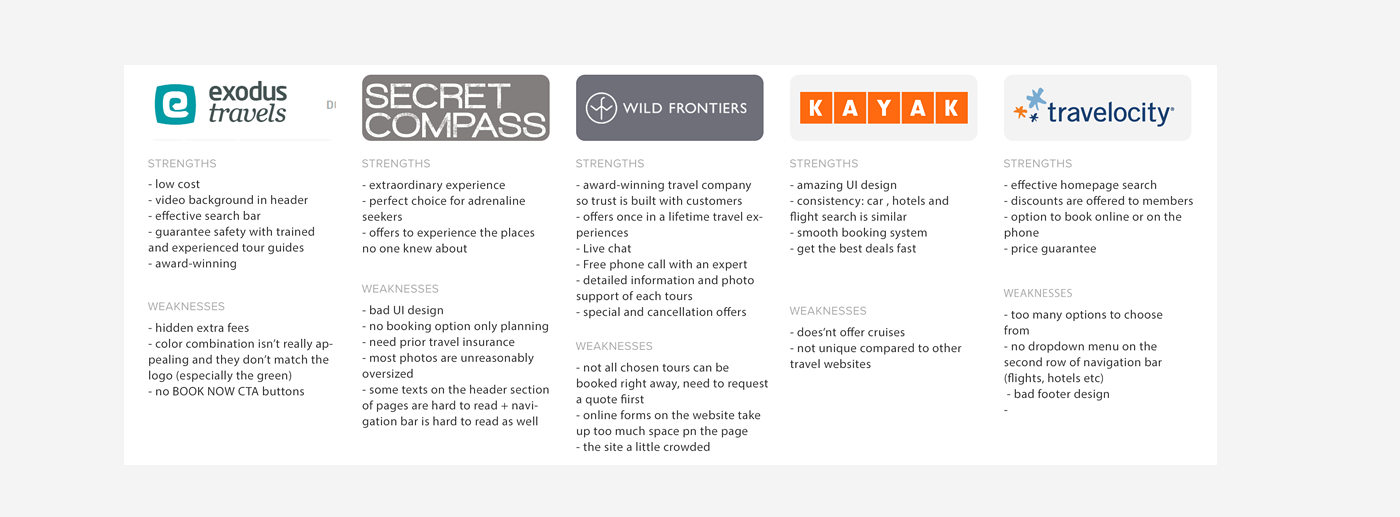 exodus
travels
DI
STRENGTHS
- low cost
- video background in header
- effective search bar
- guarantee safety with trained
and experienced tour guides
- award-winning
WEAKNESSES
- hidden extra fees
- color combination isn't really ap-
pealing and they don't match the
logo (especially the green)
- no BOOK NOW CTA buttons
SECRET
COMPASS
STRENGTHS
- extraordinary experience
- perfect choice for adrenaline
seekers
- offers to experience the places
no one knew about
WEAKNESSES
- bad UI design
- no booking option only planning
- need prior travel insurance
- most photos are unreasonably
oversized
- some texts on the header section
of pages are hard to read + navi-
gation bar is hard to read as well
WILD FRONTIERS
STRENGTHS
- award-winning travel company
so trust is built with customers
- offers once in a lifetime travel ex-
periences
- Live chat
- Free phone call with an expert
- detailed information and photo
support of each tours
- special and cancellation offers
WEAKNESSES
- not all chosen tours can be
booked right away, need to request
a quote fiirst
- online forms on the website take
up too much space pn the page
- the site a little crowded
KAYAK
STRENGTHS
- amazing UI design
- consistency: car , hotels and
flight search is similar
- smooth booking system
- get the best deals fast
WEAKNESSES
- does'nt offer cruises
- not unique compared to other
travel websites
travelocity
STRENGTHS
- effective homepage search
- discounts are offered to members
- option to book online or on the
phone
- price guarantee
WEAKNESSES
- too many options to choose
from
- no dropdown menu on the
second row of navigation bar
(flights, hotels etc)
- bad footer design
-